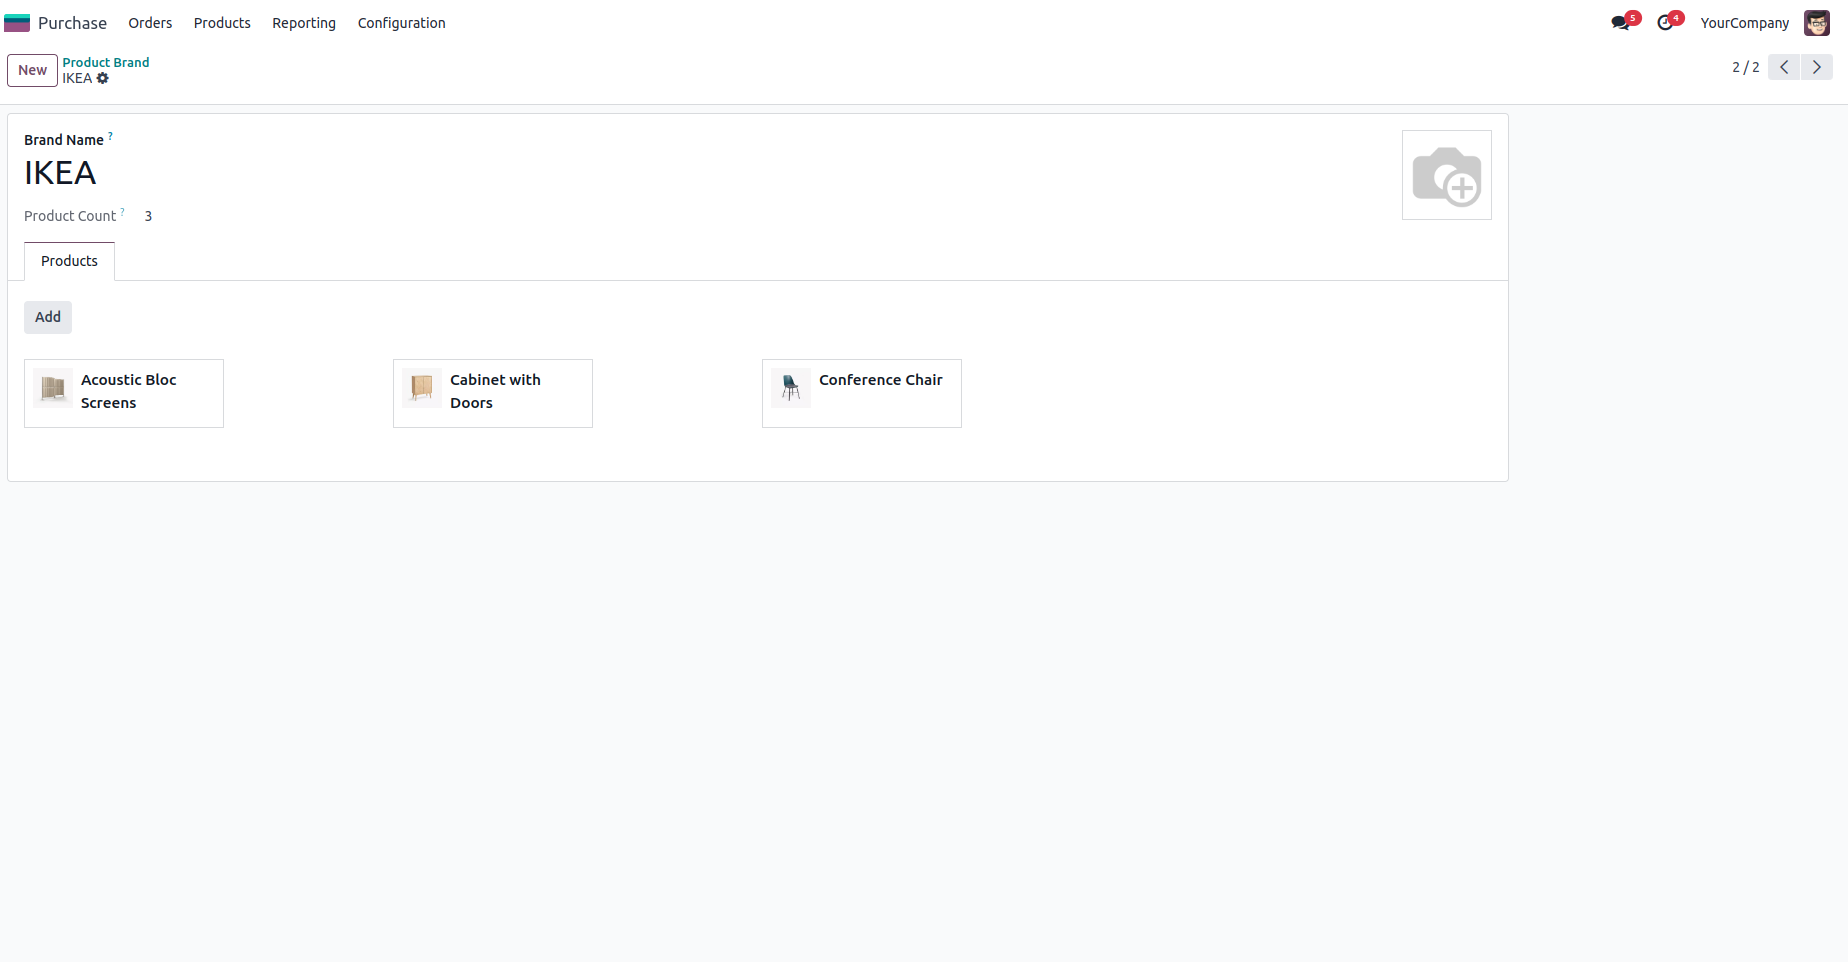 Purchase Orders Products Reporting Configuration 5 4 YourCompany
New Product Brand
IKEA
2 / 2
Brand Name ?
IKEA
Product Count ? 3
Products
Add
Acoustic Bloc
Screens
Cabinet with
Doors
Conference Chair